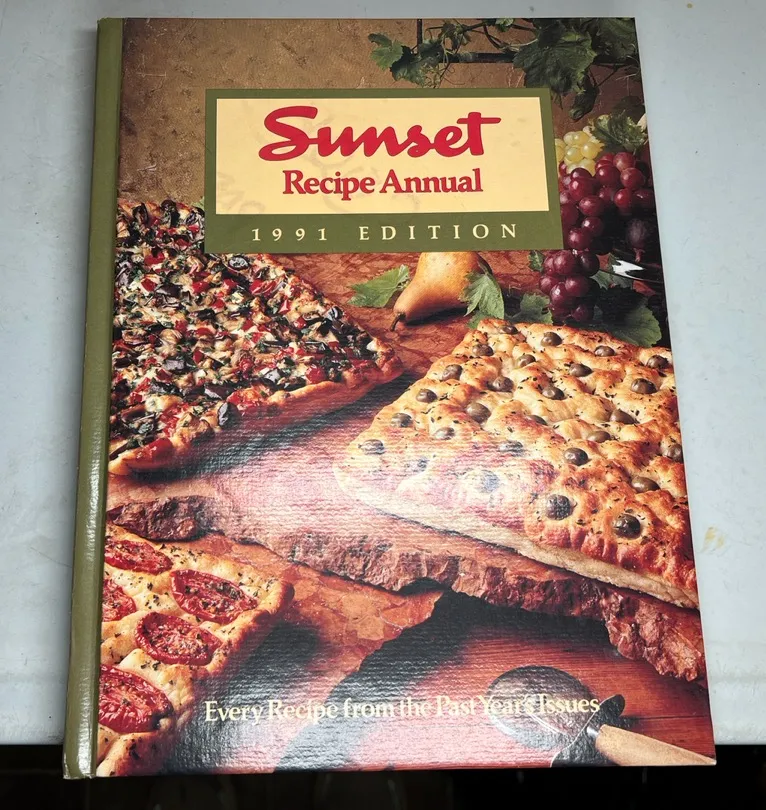 Sunset
Recipe Annual
1991 EDITION
Every Recipe from the Past Year's Issues